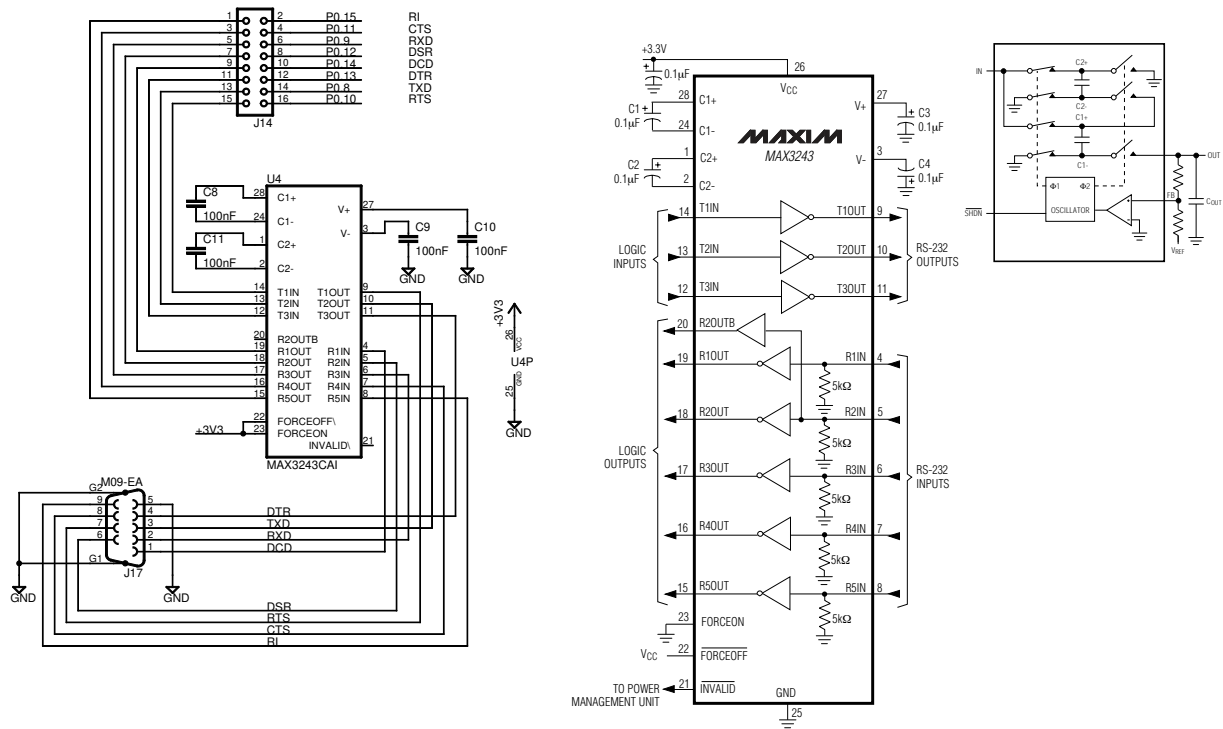 1 2 P0.15 RI
3 4 P0.11 CTS
5 6 P0.9 RXD
7 8 P0.12 DSR
9 10 P0.14 DCD
11 12 P0.13 DTR
13 14 P0.8 TXD
15 16 P0.10 RTS
J14
U4
C8
100nF
C11
100nF
28 C1+
24 C1-
1 C2+
2 C2-
V+ 27
V- 3
C9
100nF
C10
100nF
GND
GND
14 T1IN T1OUT 9
13 T2IN T2OUT 10
12 T3IN T3OUT 11
20 R2OUTB
19 R1OUT R1IN 4
18 R2OUT R2IN 5
17 R3OUT R3IN 6
16 R4OUT R4IN 7
15 R5OUT R5IN 8
+3V3
22 FORCEOFF\
23 FORCEON
INVALID\ 21
MAX3243CAI
+3V3
26
VCC
U4P
25
GND
GND
M09-EA
G2
9 5
8 4
7 3
6 2
1
G1
J17
GND
GND
DTR
TXD
RXD
DCD
DSR
RTS
CTS
RI
+3.3V
+
0.1µF
26
VCC
28 C1+
C1 +
0.1µF
24 C1-
1 C2+
C2 +
0.1µF
2 C2-
MAXIM
MAX3243
V+ 27
+ C3
0.1µF
V- 3
C4
+ 0.1µF
LOGIC
INPUTS
14 T1IN T1OUT 9
13 T2IN T2OUT 10
12 T3IN T3OUT 11
RS-232
OUTPUTS
20 R2OUTB
19 R1OUT R1IN 4
5kΩ
18 R2OUT R2IN 5
5kΩ
LOGIC
OUTPUTS
17 R3OUT R3IN 6
5kΩ
RS-232
INPUTS
16 R4OUT R4IN 7
5kΩ
15 R5OUT R5IN 8
5kΩ
23 FORCEON
VCC 22 FORCEOFF
TO POWER
MANAGEMENT UNIT
21 INVALID
GND
25
IN
C2+
C2-
C1+
C1-
OUT
Φ1 Φ2
OSCILLATOR
SHDN
FB
+
-
COUT
VREF